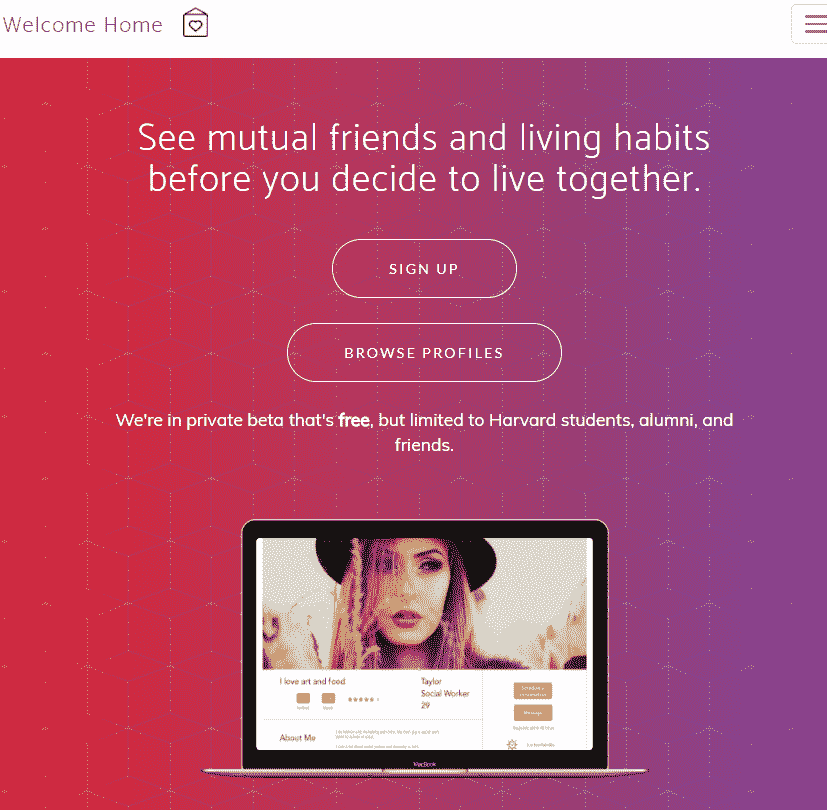 Welcome Home
See mutual friends and living habits
before you decide to live together.
SIGN UP
BROWSE PROFILES
We're in private beta that's free, but limited to Harvard students, alumni, and
friends.
I love art and food
Taylor
Social Worker
29
About Me
MacBook